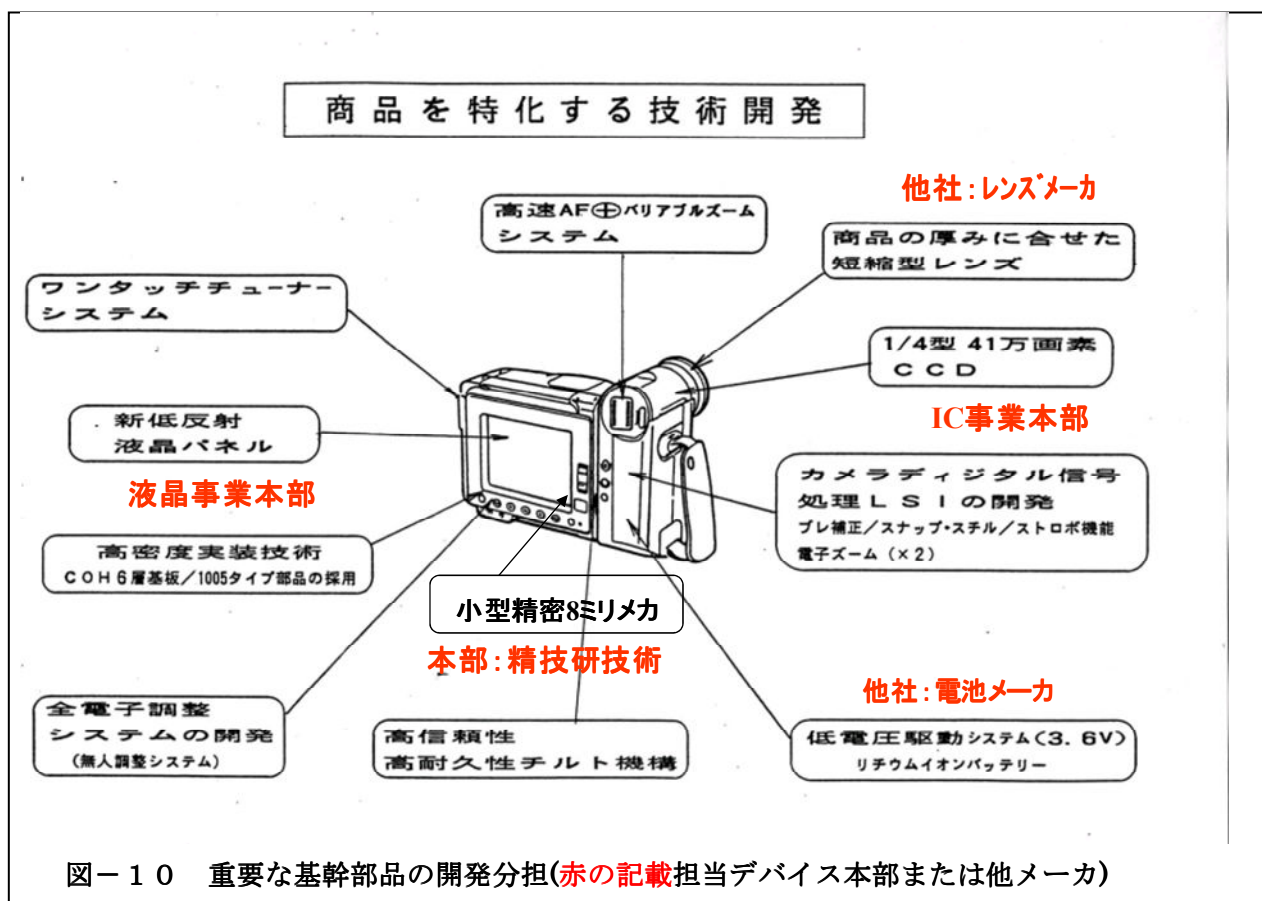 商品を特化する技術開発
他社:レンズメーカ
高速AF⊕バリアブルズーム
システム
商品の厚みに合せた
短縮型レンズ
ワンタッチチューナー
システム
1/4型 41万画素
CCD
IC事業本部
新低反射
液晶パネル
液晶事業本部
カメラディジタル信号
処理LSIの開発
ブレ補正/スナップ・スチル/ストロボ機能
電子ズーム(×2)
高密度実装技術
COH6層基板/1005タイプ部品の採用
小型精密8ミリメカ
本部:精技研技術
他社:電池メーカ
全電子調整
システムの開発
(無人調整システム)
高信頼性
高耐久性チルト機構
低電圧駆動システム(3.6V)
リチウムイオンバッテリー
図-10 重要な基幹部品の開発分担(赤の記載担当デバイス本部または他メーカ)